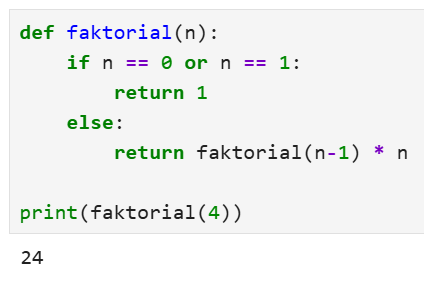 def faktorial(n):
    if n == 0 or n == 1:
        return 1
    else:
        return faktorial(n-1) * n

print(faktorial(4))
24